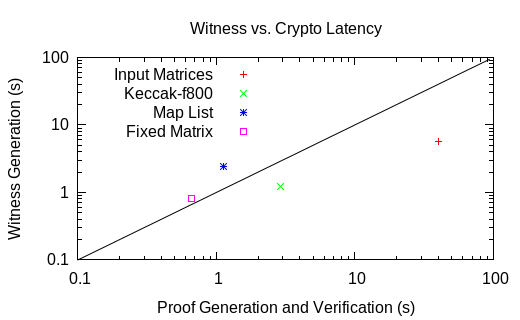 Witness vs. Crypto Latency
Witness Generation (s)
100
10
1
0.1
Input Matrices
Keccak-f800
Map List
Fixed Matrix
0.1 1 10 100
Proof Generation and Verification (s)